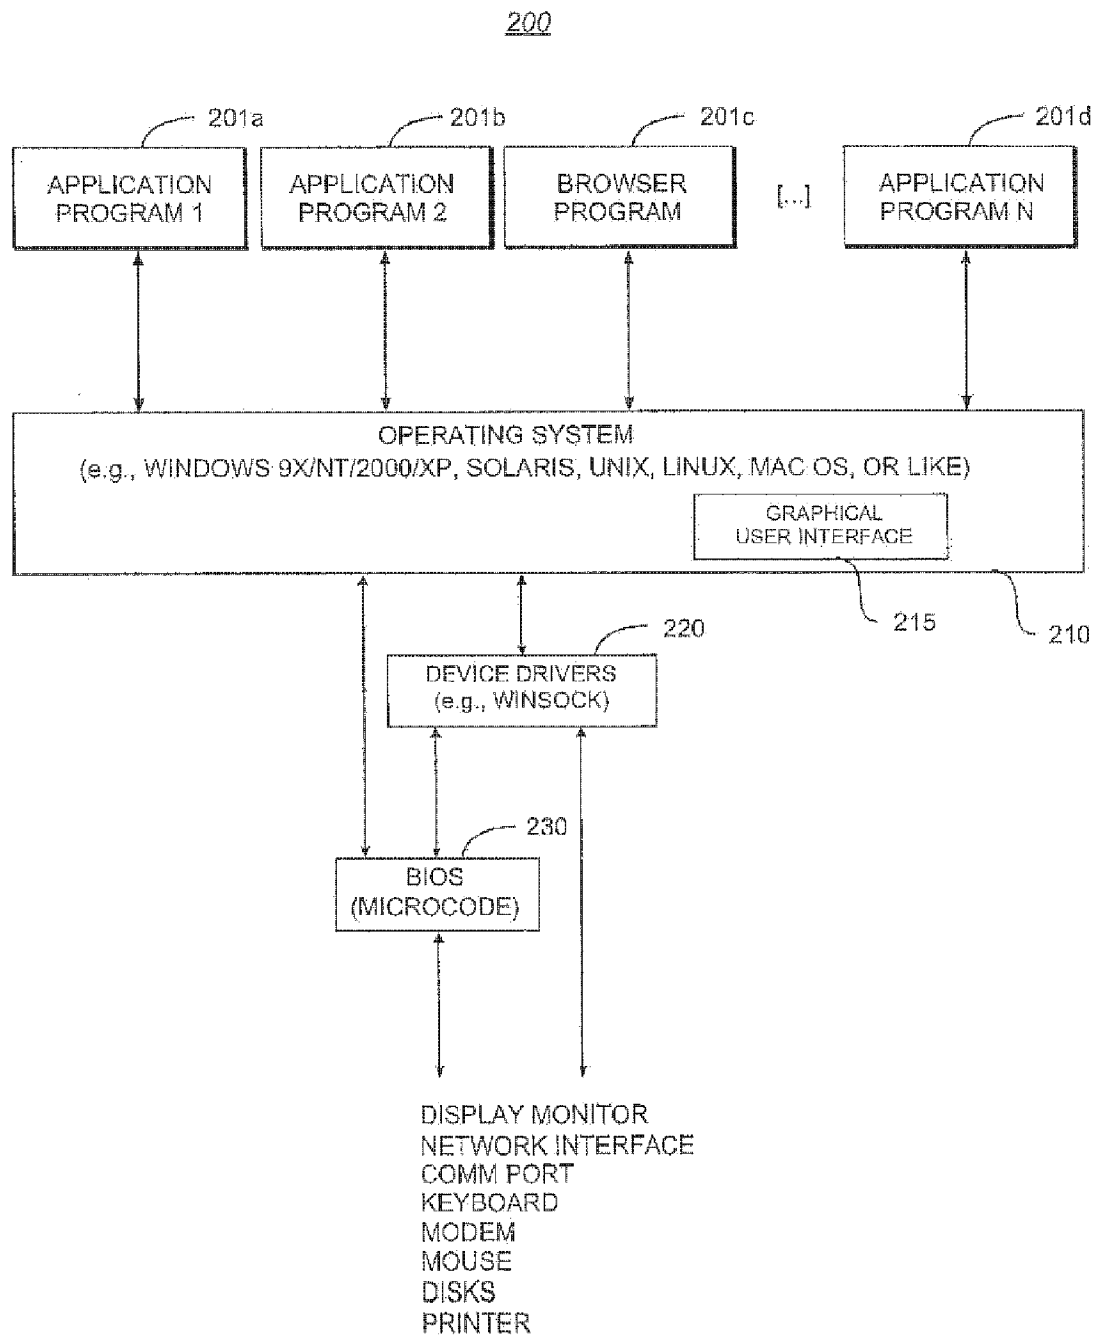 200
201a
201b
201c
201d
APPLICATION
PROGRAM 1
APPLICATION
PROGRAM 2
BROWSER
PROGRAM
[...]
APPLICATION
PROGRAM N
OPERATING SYSTEM
(e.g., WINDOWS 9X/NT/2000/XP, SOLARIS, UNIX, LINUX, MAC OS, OR LIKE)
GRAPHICAL
USER INTERFACE
215
210
220
DEVICE DRIVERS
(e.g., WINSOCK)
230
BIOS
(MICROCODE)
DISPLAY MONITOR
NETWORK INTERFACE
COMM PORT
KEYBOARD
MODEM
MOUSE
DISKS
PRINTER